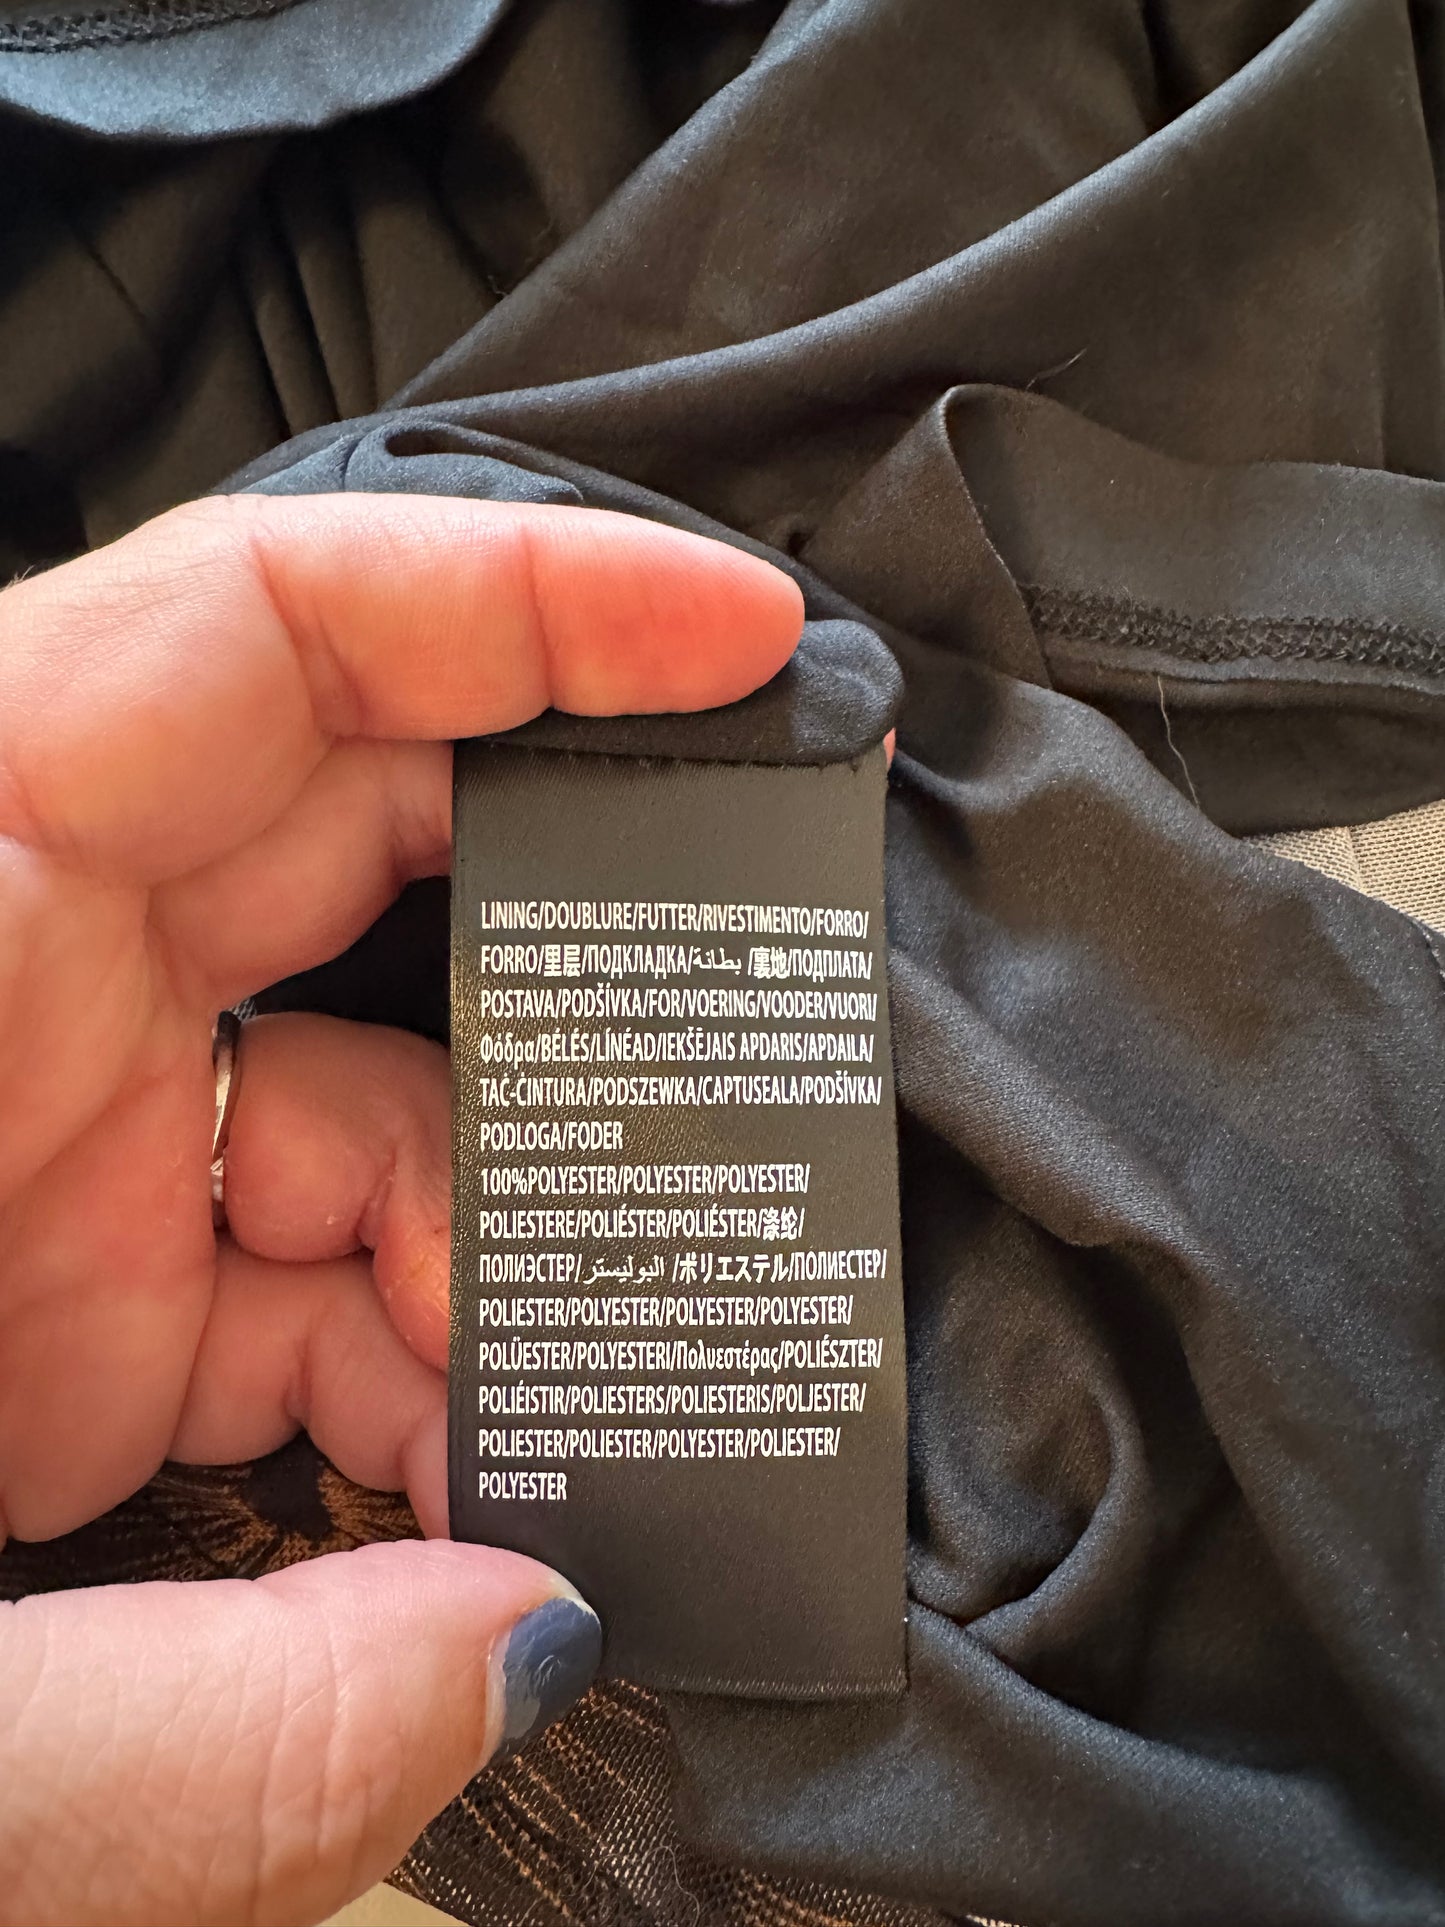 LINING/DOUBLURE/FUTTER/RIVESTIMENTO/FORRO/
FORRO/里层/ПОДКЛАДКА/بطانة /裏地/ПОДПЛАТА/
POSTAVA/PODŠÍVKA/FOR/VOERING/VOODER/VUORI/
Φόδρα/BÉLÉS/LÍNÉAD/IEKŠĒJAIS APDARIS/APDAILA/
TAĊ-ĊINTURA/PODSZEWKA/CAPTUSEALA/PODŠÍVKA/
PODLOGA/FODER
100%POLYESTER/POLYESTER/POLYESTER/
POLIESTERE/POLIÉSTER/POLIÉSTER/涤纶/
ПОЛИЭСТЕР/البوليستر /ポリエステル/ПОЛИЕСТЕР/
POLIESTER/POLYESTER/POLYESTER/POLYESTER/
POLÜESTER/POLYESTERI/Πολυεστέρας/POLIÉSZTER/
POLIÉISTIR/POLIESTERS/POLIESTERIS/POLJESTER/
POLIESTER/POLIESTER/POLYESTER/POLIESTER/
POLYESTER